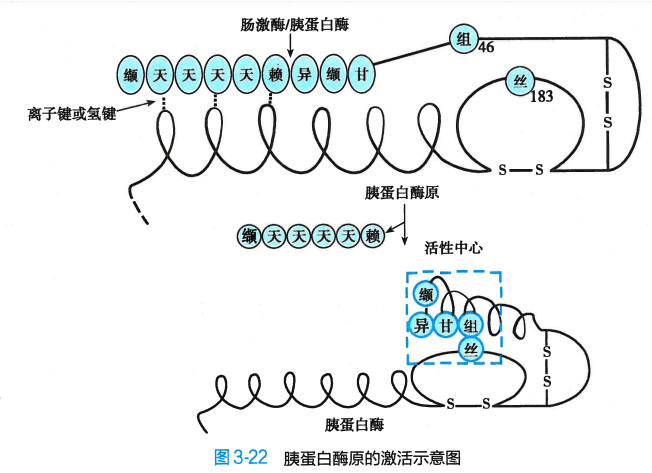 肠激酶/胰蛋白酶
缬天天天天赖异缬甘
组
46
丝
183
S
S
S S
离子键或氢键
胰蛋白酶原
缬天天天天赖
活性中心
缬
异甘组
丝
S
S
S S
胰蛋白酶
图3-22 胰蛋白酶原的激活示意图